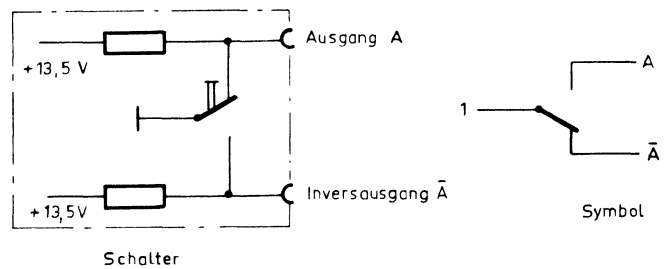 +13,5 V
Ausgang A
+13,5V
Inversausgang A̅
Schalter
1
A
A̅
Symbol